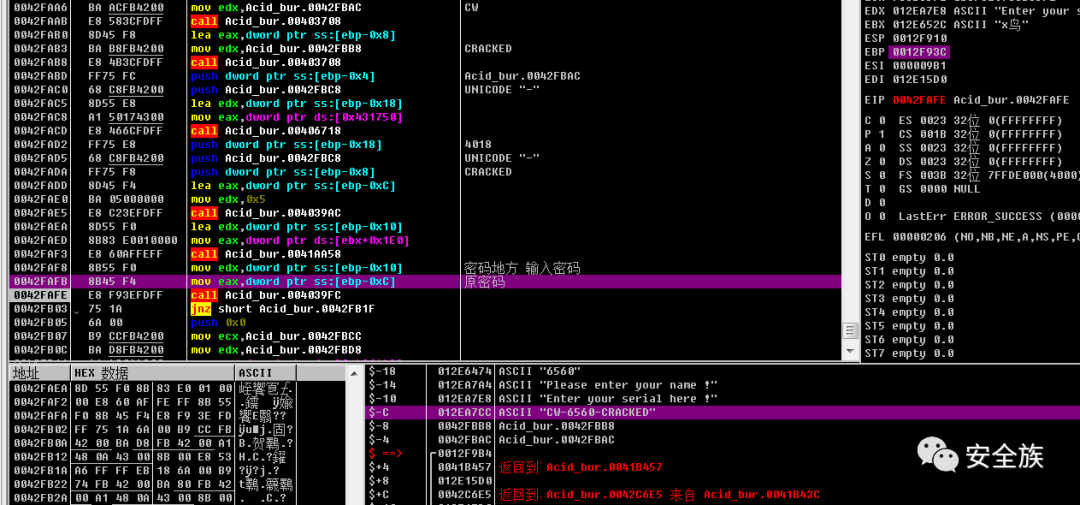 0042FAA6 BA ACFB4200 mov edx,Acid_bur.0042FBAC CW
0042FAAB E8 583CFDFF call Acid_bur.00403708
0042FAB0 8D45 F8 lea eax,dword ptr ss:[ebp-0x8]
0042FAB3 BA B8FB4200 mov edx,Acid_bur.0042FBB8 CRACKED
0042FAB8 E8 4B3CFDFF call Acid_bur.00403708
0042FABD FF75 FC push dword ptr ss:[ebp-0x4] Acid_bur.0042FBAC
0042FAC0 68 C8FB4200 push Acid_bur.0042FBC8 UNICODE "-"
0042FAC5 8D55 E8 lea edx,dword ptr ss:[ebp-0x18]
0042FAC8 A1 50174300 mov eax,dword ptr ds:[0x431750]
0042FACD E8 466CFDFF call Acid_bur.00406718
0042FAD2 FF75 E8 push dword ptr ss:[ebp-0x18] 4018
0042FAD5 68 C8FB4200 push Acid_bur.0042FBC8 UNICODE "-"
0042FADA FF75 F8 push dword ptr ss:[ebp-0x8] CRACKED
0042FADD 8D45 F4 lea eax,dword ptr ss:[ebp-0xC]
0042FAE0 BA 05000000 mov edx,0x5
0042FAE5 E8 C23EFDFF call Acid_bur.004039AC
0042FAEA 8D55 F0 lea edx,dword ptr ss:[ebp-0x10]
0042FAED 8B83 E0010000 mov eax,dword ptr ds:[ebx+0x1E0]
0042FAF3 E8 60AFFEFF call Acid_bur.0041AA58
0042FAF8 8B55 F0 mov edx,dword ptr ss:[ebp-0x10] 密码地方 输入密码
0042FAFB 8B45 F4 mov eax,dword ptr ss:[ebp-0xC] 原密码
0042FAFE E8 F93EFDFF call Acid_bur.004039FC
0042FB03 75 1A jnz short Acid_bur.0042FB1F
0042FB05 6A 00 push 0x0
0042FB07 B9 CCFB4200 mov ecx,Acid_bur.0042FBCC
0042FB0C BA D8FB4200 mov edx,Acid_bur.0042FBD8
EDX 012EA7E8 ASCII "Enter your s
EBX 012E652C ASCII "x鸟"
ESP 0012F910
EBP 0012F93C
ESI 000009B1
EDI 012E15D0
EIP 0042FAFE Acid_bur.0042FAFE
C 0 ES 0023 32位 0(FFFFFFFF)
P 1 CS 001B 32位 0(FFFFFFFF)
A 0 SS 0023 32位 0(FFFFFFFF)
Z 0 DS 0023 32位 0(FFFFFFFF)
S 0 FS 003B 32位 7FFDE000(4000)
T 0 GS 0000 NULL
D 0
O 0 LastErr ERROR_SUCCESS (0000
EFL 00000206 (NO,NB,NE,A,NS,PE,
ST0 empty 0.0
ST1 empty 0.0
ST2 empty 0.0
ST3 empty 0.0
ST4 empty 0.0
ST5 empty 0.0
ST6 empty 0.0
ST7 empty 0.0
地址 HEX 数据 ASCII
0042FAEA 8D 55 F0 8B 83 E0 01 00
0042FAF2 00 E8 60 AF FE FF 8B 55
0042FAFA F0 8B 45 F4 E8 F9 3E FD
0042FB02 FF 75 1A 6A 00 B9 CC FB
0042FB0A 42 00 BA D8 FB 42 00 A1
0042FB12 48 0A 43 00 8B 00 E8 53
0042FB1A A6 FF FF EB 18 6A 00 B9
0042FB22 74 FB 42 00 BA 80 FB 42
0042FB2A 00 A1 48 0A 43 00 8B 00
$-18 012E6474 ASCII "6560"
$-14 012EA7A4 ASCII "Please enter your name !"
$-10 012EA7E8 ASCII "Enter your serial here !"
$-C 012EA7CC ASCII "CW-6560-CRACKED"
$-8 0042FBB8 Acid_bur.0042FBB8
$-4 0042FBAC Acid_bur.0042FBAC
$ ==> 0012F9B4
$+4 0041B457 返回到 Acid_bur.0041B457
$+8 012E15D0
$+C 0042C6E5 返回到 Acid_bur.0042C6E5 来自 Acid_bur.0041B43C
安全族